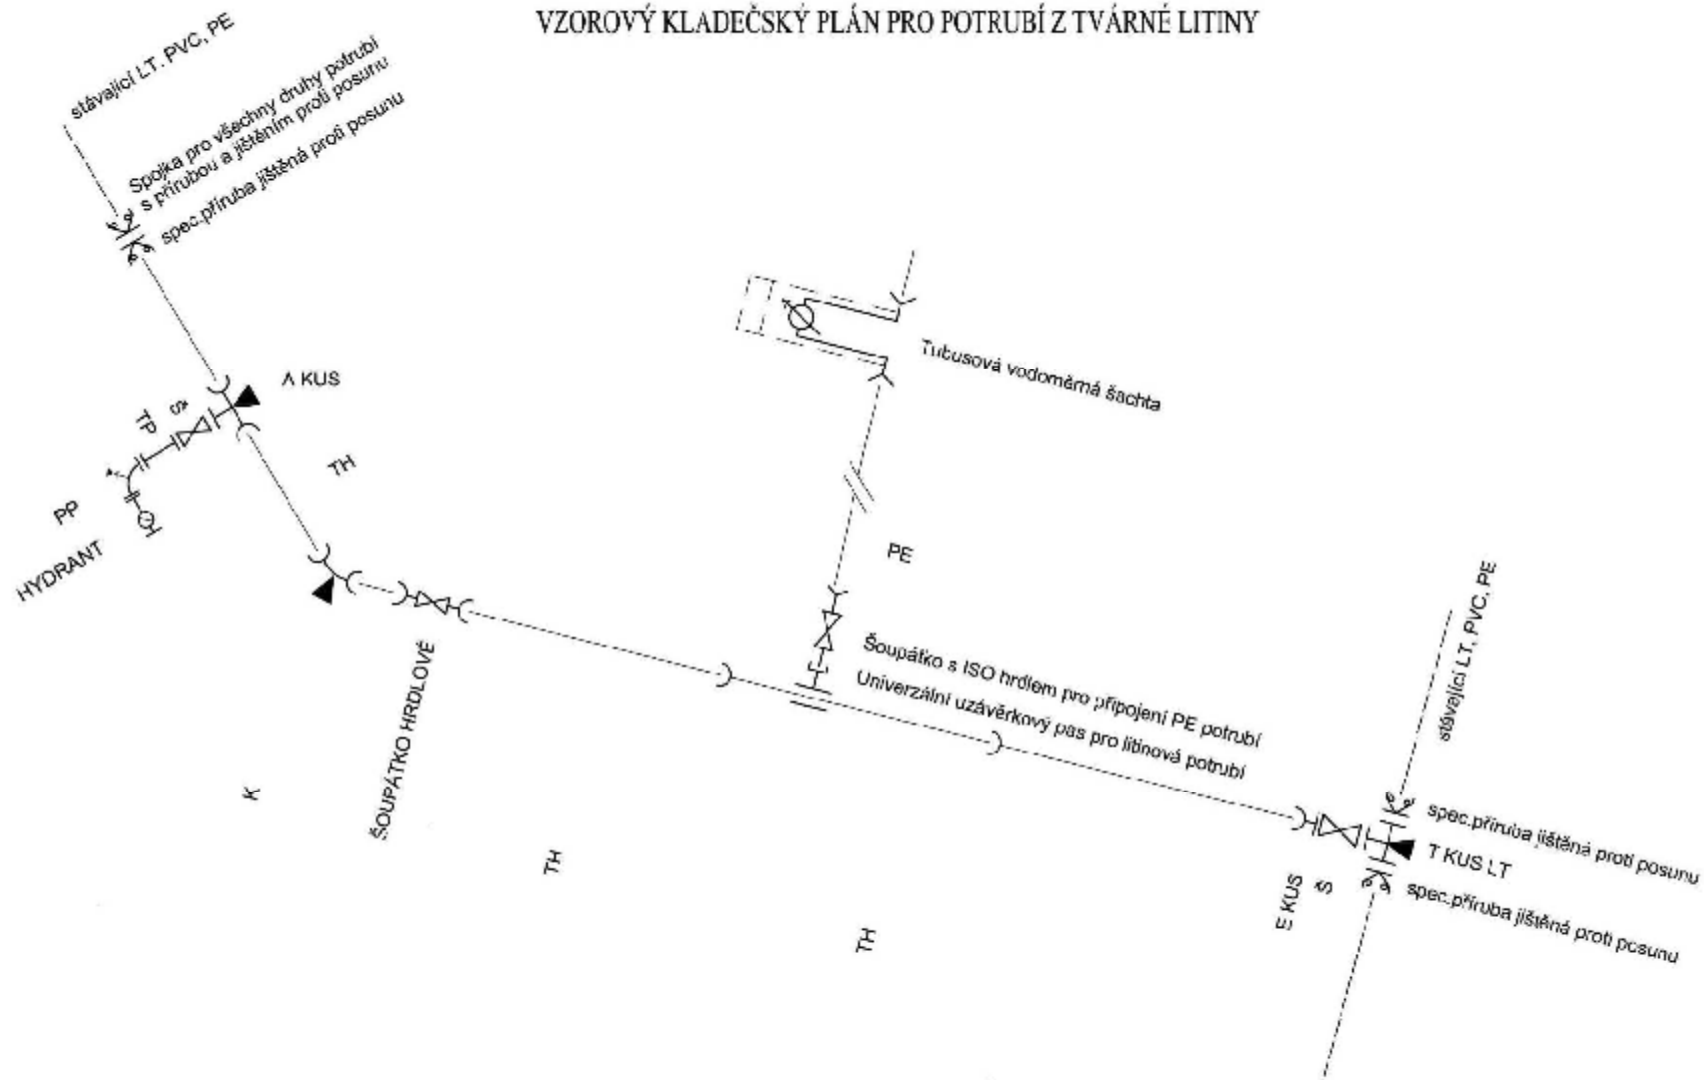 VZOROVÝ KLADEČSKÝ PLÁN PRO POTRUBÍ Z TVÁRNÉ LITINY
stávající LT, PVC, PE
Spojka pro všechny druhy potrubí
s přírubou a jištěním proti posunu
spec.příruba jištěná proti posunu
A KUS
Š
TP
TH
PP
HYDRANT
Tubusová vodoměrná šachta
PE
Šoupátko s ISO hrdlem pro připojení PE potrubí
Univerzální uzávěrkový pas pro litinová potrubí
stávající LT, PVC, PE
ŠOUPÁTKO HRDLOVÉ
K
TH
TH
spec.příruba jištěná proti posunu
T KUS LT
spec.příruba jištěná proti posunu
E KUS
Š